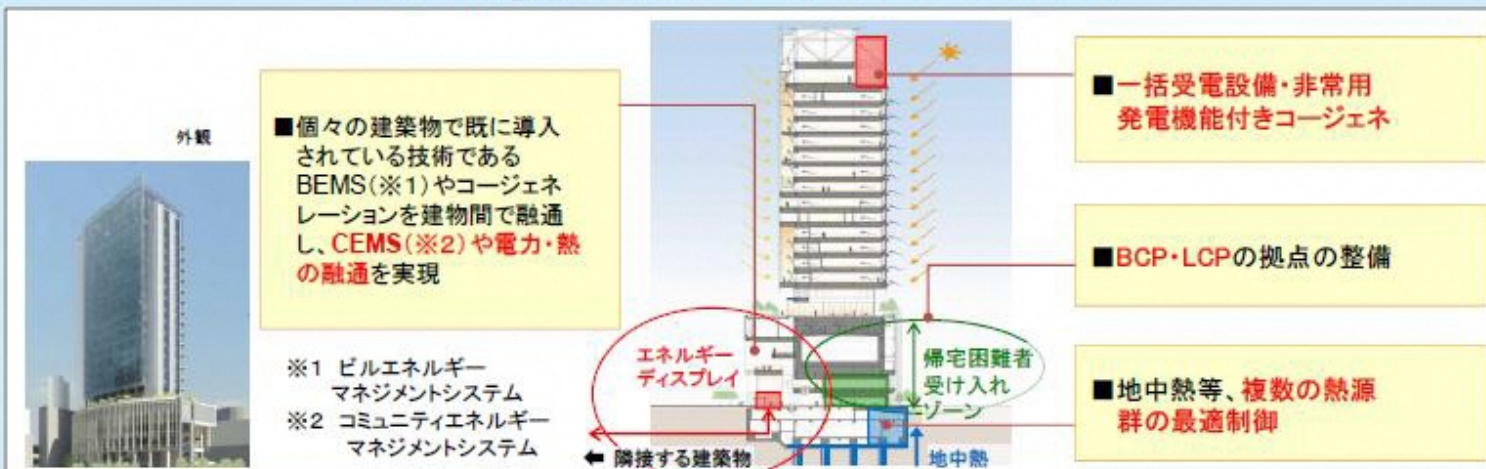 外観
■個々の建築物で既に導入
されている技術である
BEMS(※1)やコージェネ
レーションを建物間で融通
し、CEMS(※2)や電力・熱
の融通を実現
※1 ビルエネルギー
マネジメントシステム
※2 コミュニティエネルギー
マネジメントシステム
エネルギー
ディスプレイ
帰宅困難者
受け入れ
ゾーン
← 隣接する建築物
地中熱
■一括受電設備・非常用
発電機能付きコージェネ
■BCP・LCPの拠点の整備
■地中熱等、複数の熱源
群の最適制御